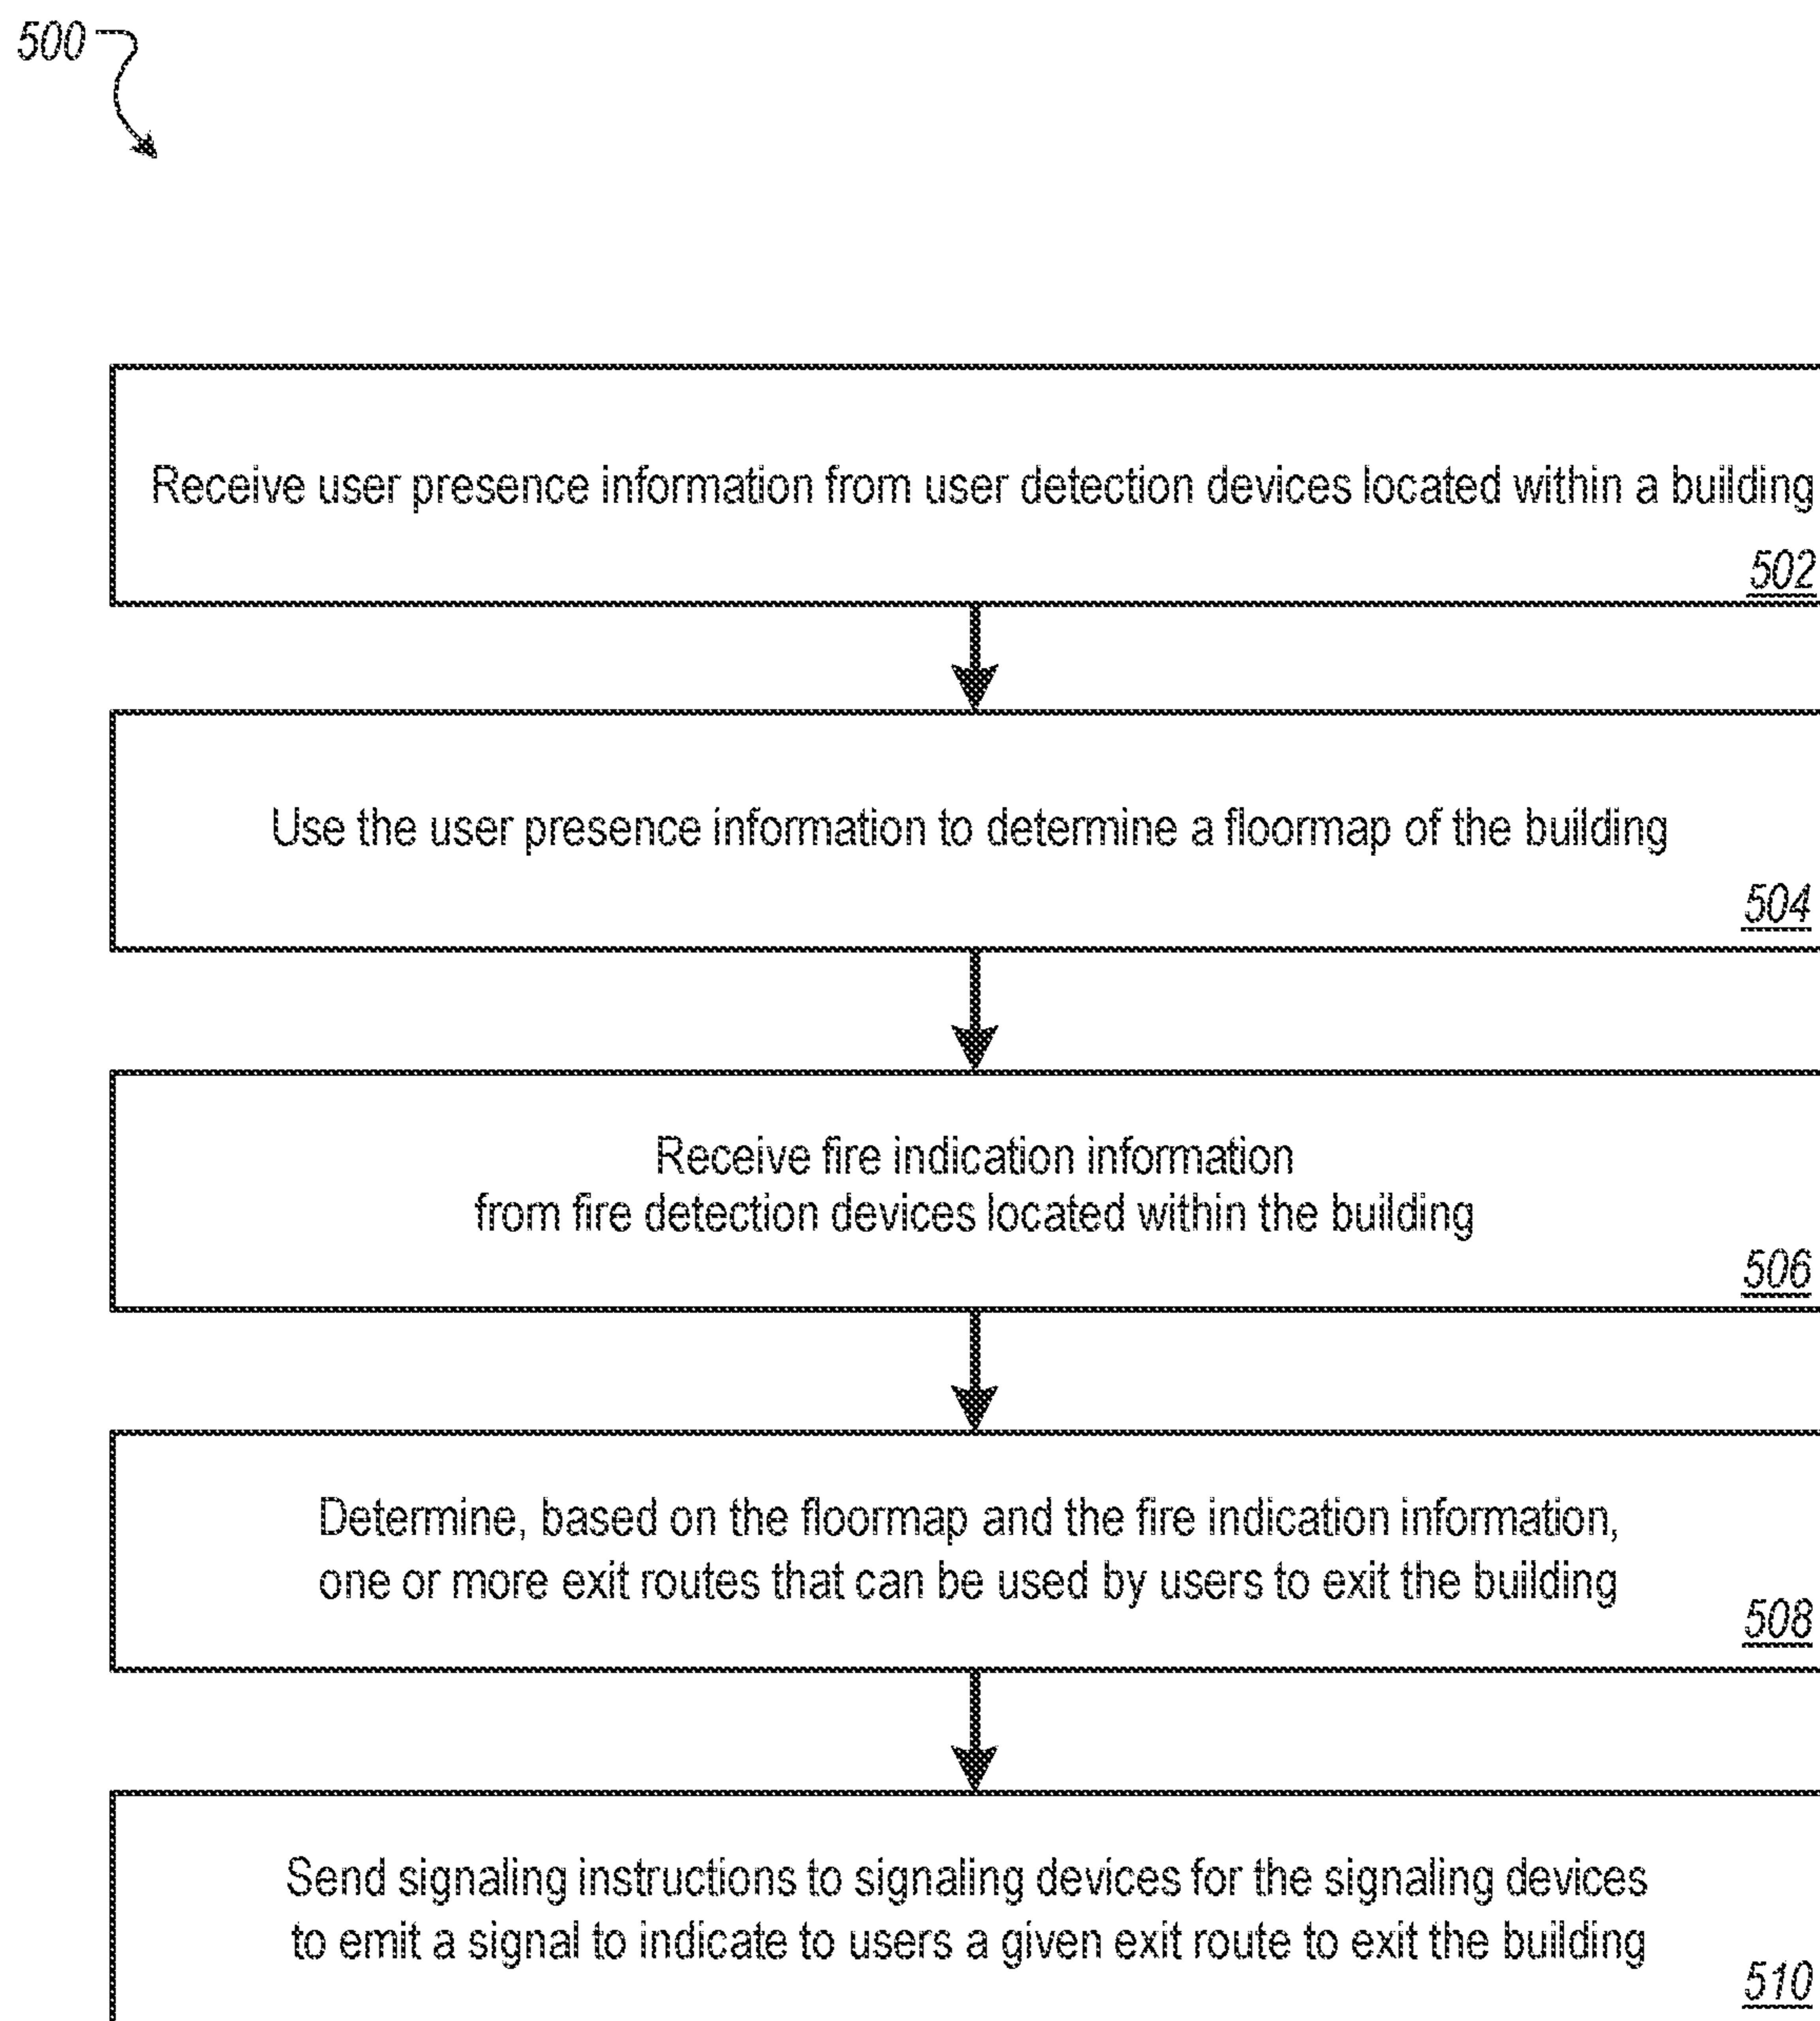 500
Receive user presence information from user detection devices located within a building
502
Use the user presence information to determine a floormap of the building
504
Receive fire indication information
from fire detection devices located within the building
506
Determine, based on the floormap and the fire indication information,
one or more exit routes that can be used by users to exit the building
508
Send signaling instructions to signaling devices for the signaling devices
to emit a signal to indicate to users a given exit route to exit the building
510